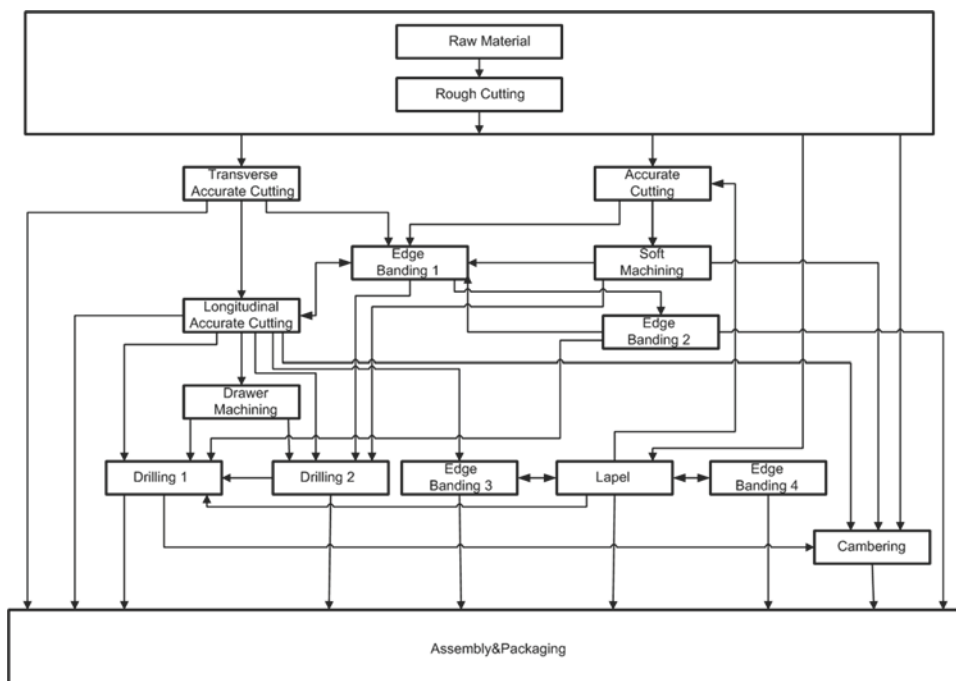 Raw Material
Rough Cutting
Transverse
Accurate Cutting
Accurate
Cutting
Edge
Banding 1
Soft
Machining
Longitudinal
Accurate Cutting
Edge
Banding 2
Drawer
Machining
Drilling 1
Drilling 2
Edge
Banding 3
Lapel
Edge
Banding 4
Cambering
Assembly&Packaging